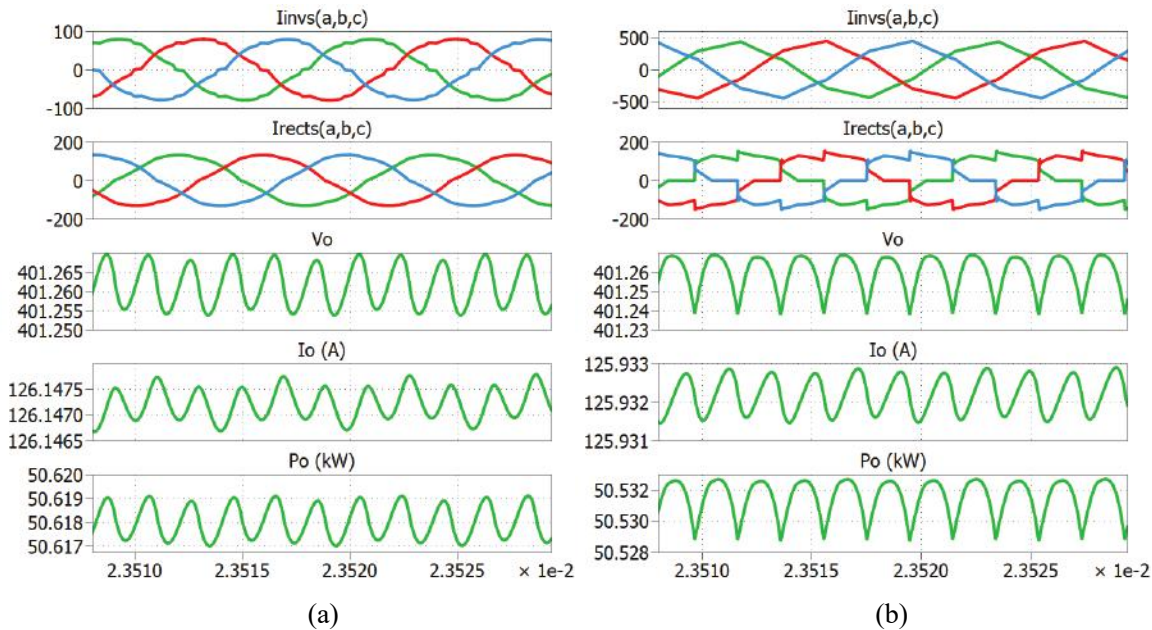 Iinvs(a,b,c)
100
0
-100
Irects(a,b,c)
200
0
-200
Vo
401.265
401.260
401.255
401.250
Io (A)
126.1475
126.1470
126.1465
Po (kW)
50.620
50.619
50.618
50.617
2.3510 2.3515 2.3520 2.3525 × 1e-2
(a)
Iinvs(a,b,c)
500
0
-500
Irects(a,b,c)
200
0
-200
Vo
401.26
401.25
401.24
401.23
Io (A)
125.933
125.932
125.931
Po (kW)
50.532
50.530
50.528
2.3510 2.3515 2.3520 2.3525 × 1e-2
(b)